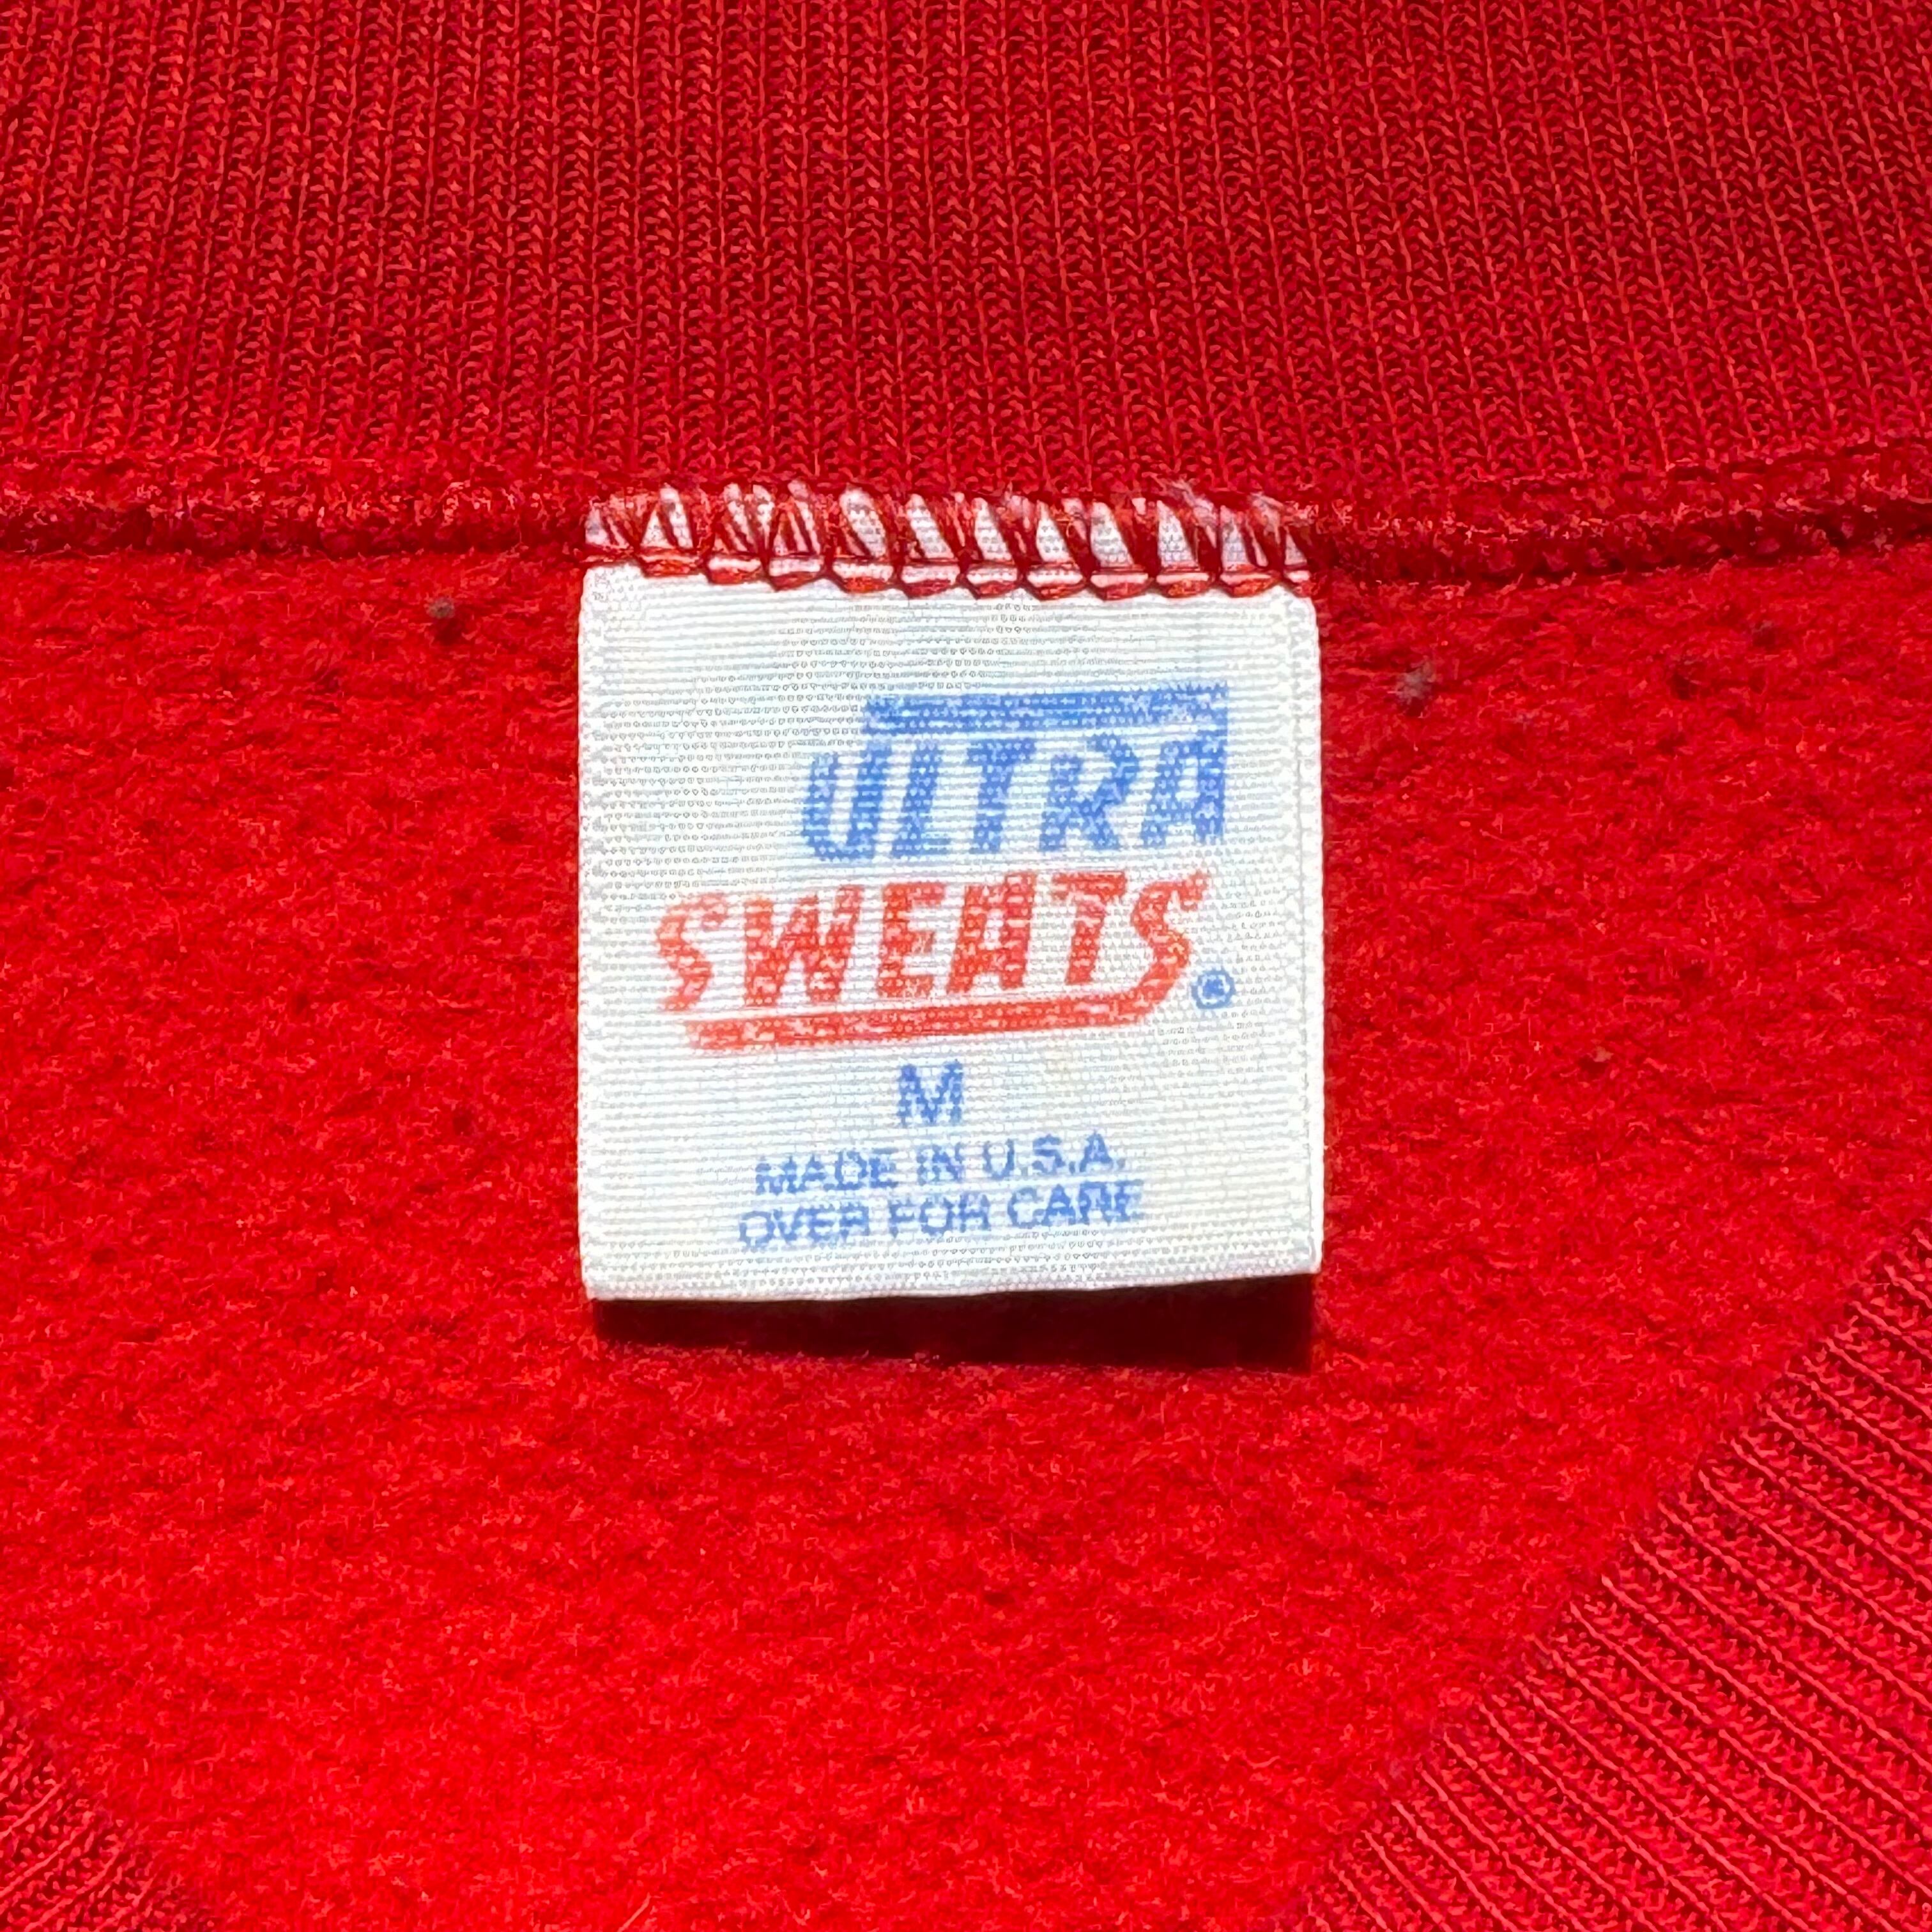 ULTRA
SWEATS®
M
MADE IN U.S.A.
OVER FOR CARE